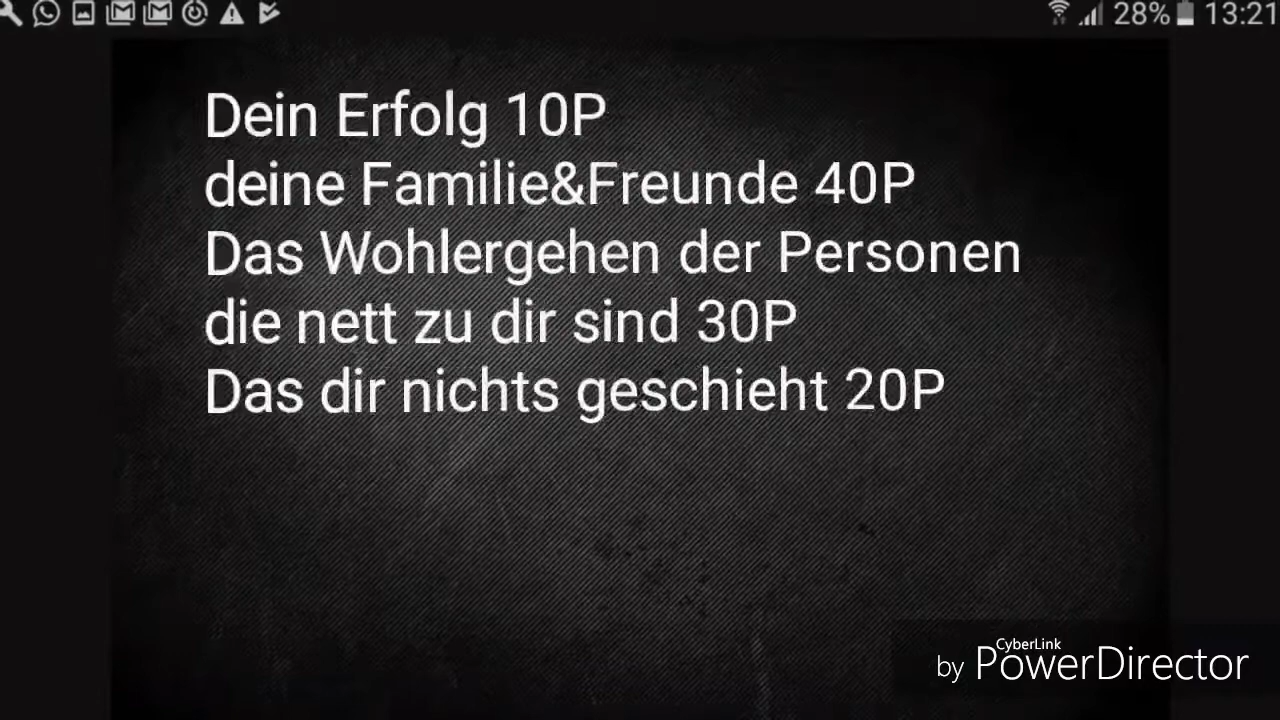 28% 13:21
Dein Erfolg 10P
deine Familie&Freunde 40P
Das Wohlergehen der Personen
die nett zu dir sind 30P
Das dir nichts geschieht 20P
CyberLink
by PowerDirector